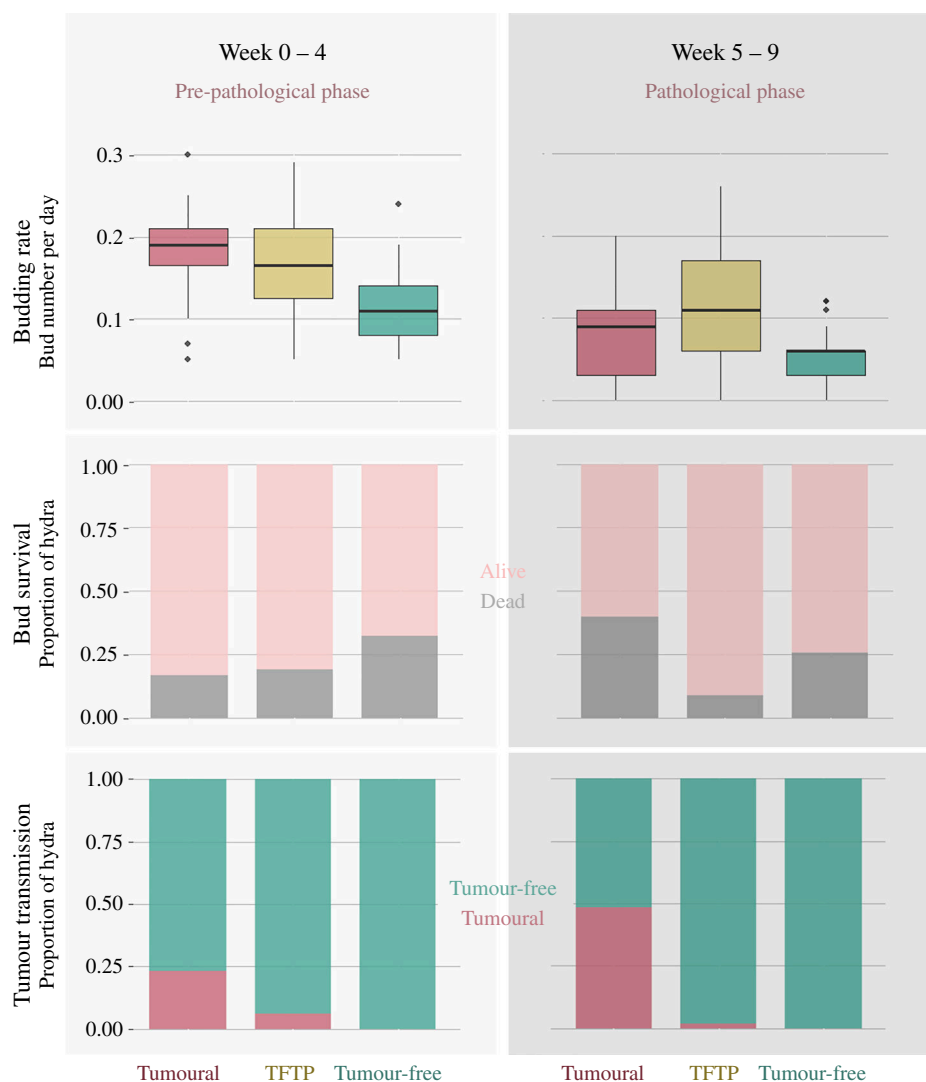 Week 0 – 4
Pre-pathological phase
Week 5 – 9
Pathological phase
Budding rate
Bud number per day
0.3
0.2
0.1
0.00
Bud survival
Proportion of hydra
1.00
0.75
0.50
0.25
0.00
Alive
Dead
Tumour transmission
Proportion of hydra
1.00
0.75
0.50
0.25
0.00
Tumour-free
Tumoural
Tumoural TFTP Tumour-free
Tumoural TFTP Tumour-free